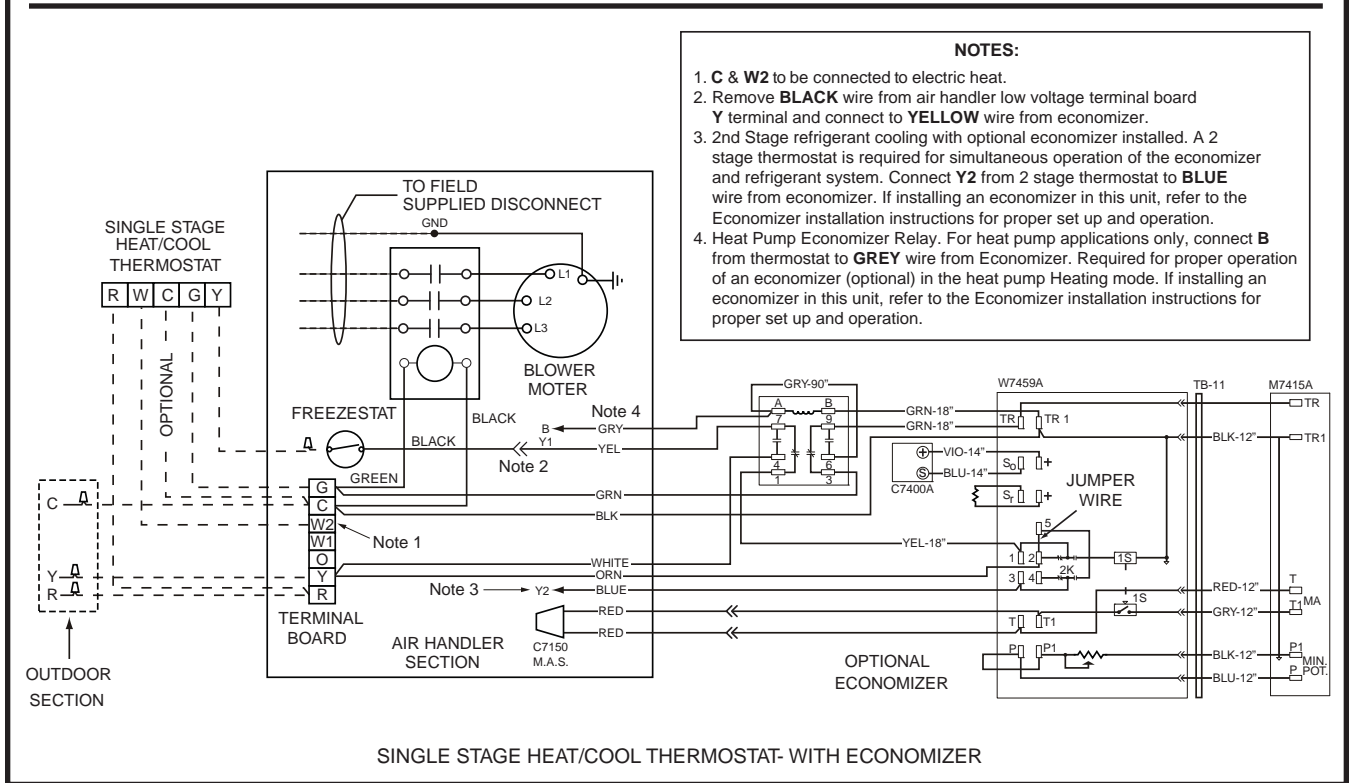 NOTES:
1. C & W2 to be connected to electric heat.
2. Remove BLACK wire from air handler low voltage terminal board
Y terminal and connect to YELLOW wire from economizer.
3. 2nd Stage refrigerant cooling with optional economizer installed. A 2
stage thermostat is required for simultaneous operation of the economizer
and refrigerant system. Connect Y2 from 2 stage thermostat to BLUE
wire from economizer. If installing an economizer in this unit, refer to the
Economizer installation instructions for proper set up and operation.
4. Heat Pump Economizer Relay. For heat pump applications only, connect B
from thermostat to GREY wire from Economizer. Required for proper operation
of an economizer (optional) in the heat pump Heating mode. If installing an
economizer in this unit, refer to the Economizer installation instructions for
proper set up and operation.
TO FIELD
SUPPLIED DISCONNECT
GND
L1
L2
L3
BLOWER
MOTER
SINGLE STAGE
HEAT/COOL
THERMOSTAT
R W C G Y
OPTIONAL
FREEZESTAT
BLACK
BLACK
GREEN
Note 4
B
GRY
Y1
YEL
Note 2
G
C
W2
W1
O
Y
R
Note 1
TERMINAL
BOARD
GRN
BLK
WHITE
ORN
Note 3
Y2
BLUE
RED
RED
C7150
M.A.S.
AIR HANDLER
SECTION
C
Y
R
OUTDOOR
SECTION
GRY-90"
A B
7 9
4 6
1 3
GRN-18"
GRN-18"
W7459A
TR TR 1
TB-11
M7415A
TR
BLK-12"
TR1
VIO-14"
BLU-14"
S
C7400A
So +
Sr +
JUMPER
WIRE
5
YEL-18"
1 2
1S
3 4
2K
RED-12"
T
1S
GRY-12"
T1 MA
T T1
P P1
BLK-12"
P1
MIN.
P POT.
BLU-12"
OPTIONAL
ECONOMIZER
SINGLE STAGE HEAT/COOL THERMOSTAT- WITH ECONOMIZER